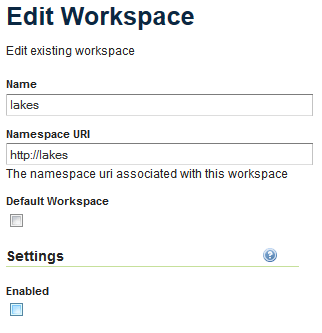 Edit Workspace
Edit existing workspace
Name
lakes
Namespace URI
http://lakes
The namespace uri associated with this workspace
Default Workspace
Settings
Enabled